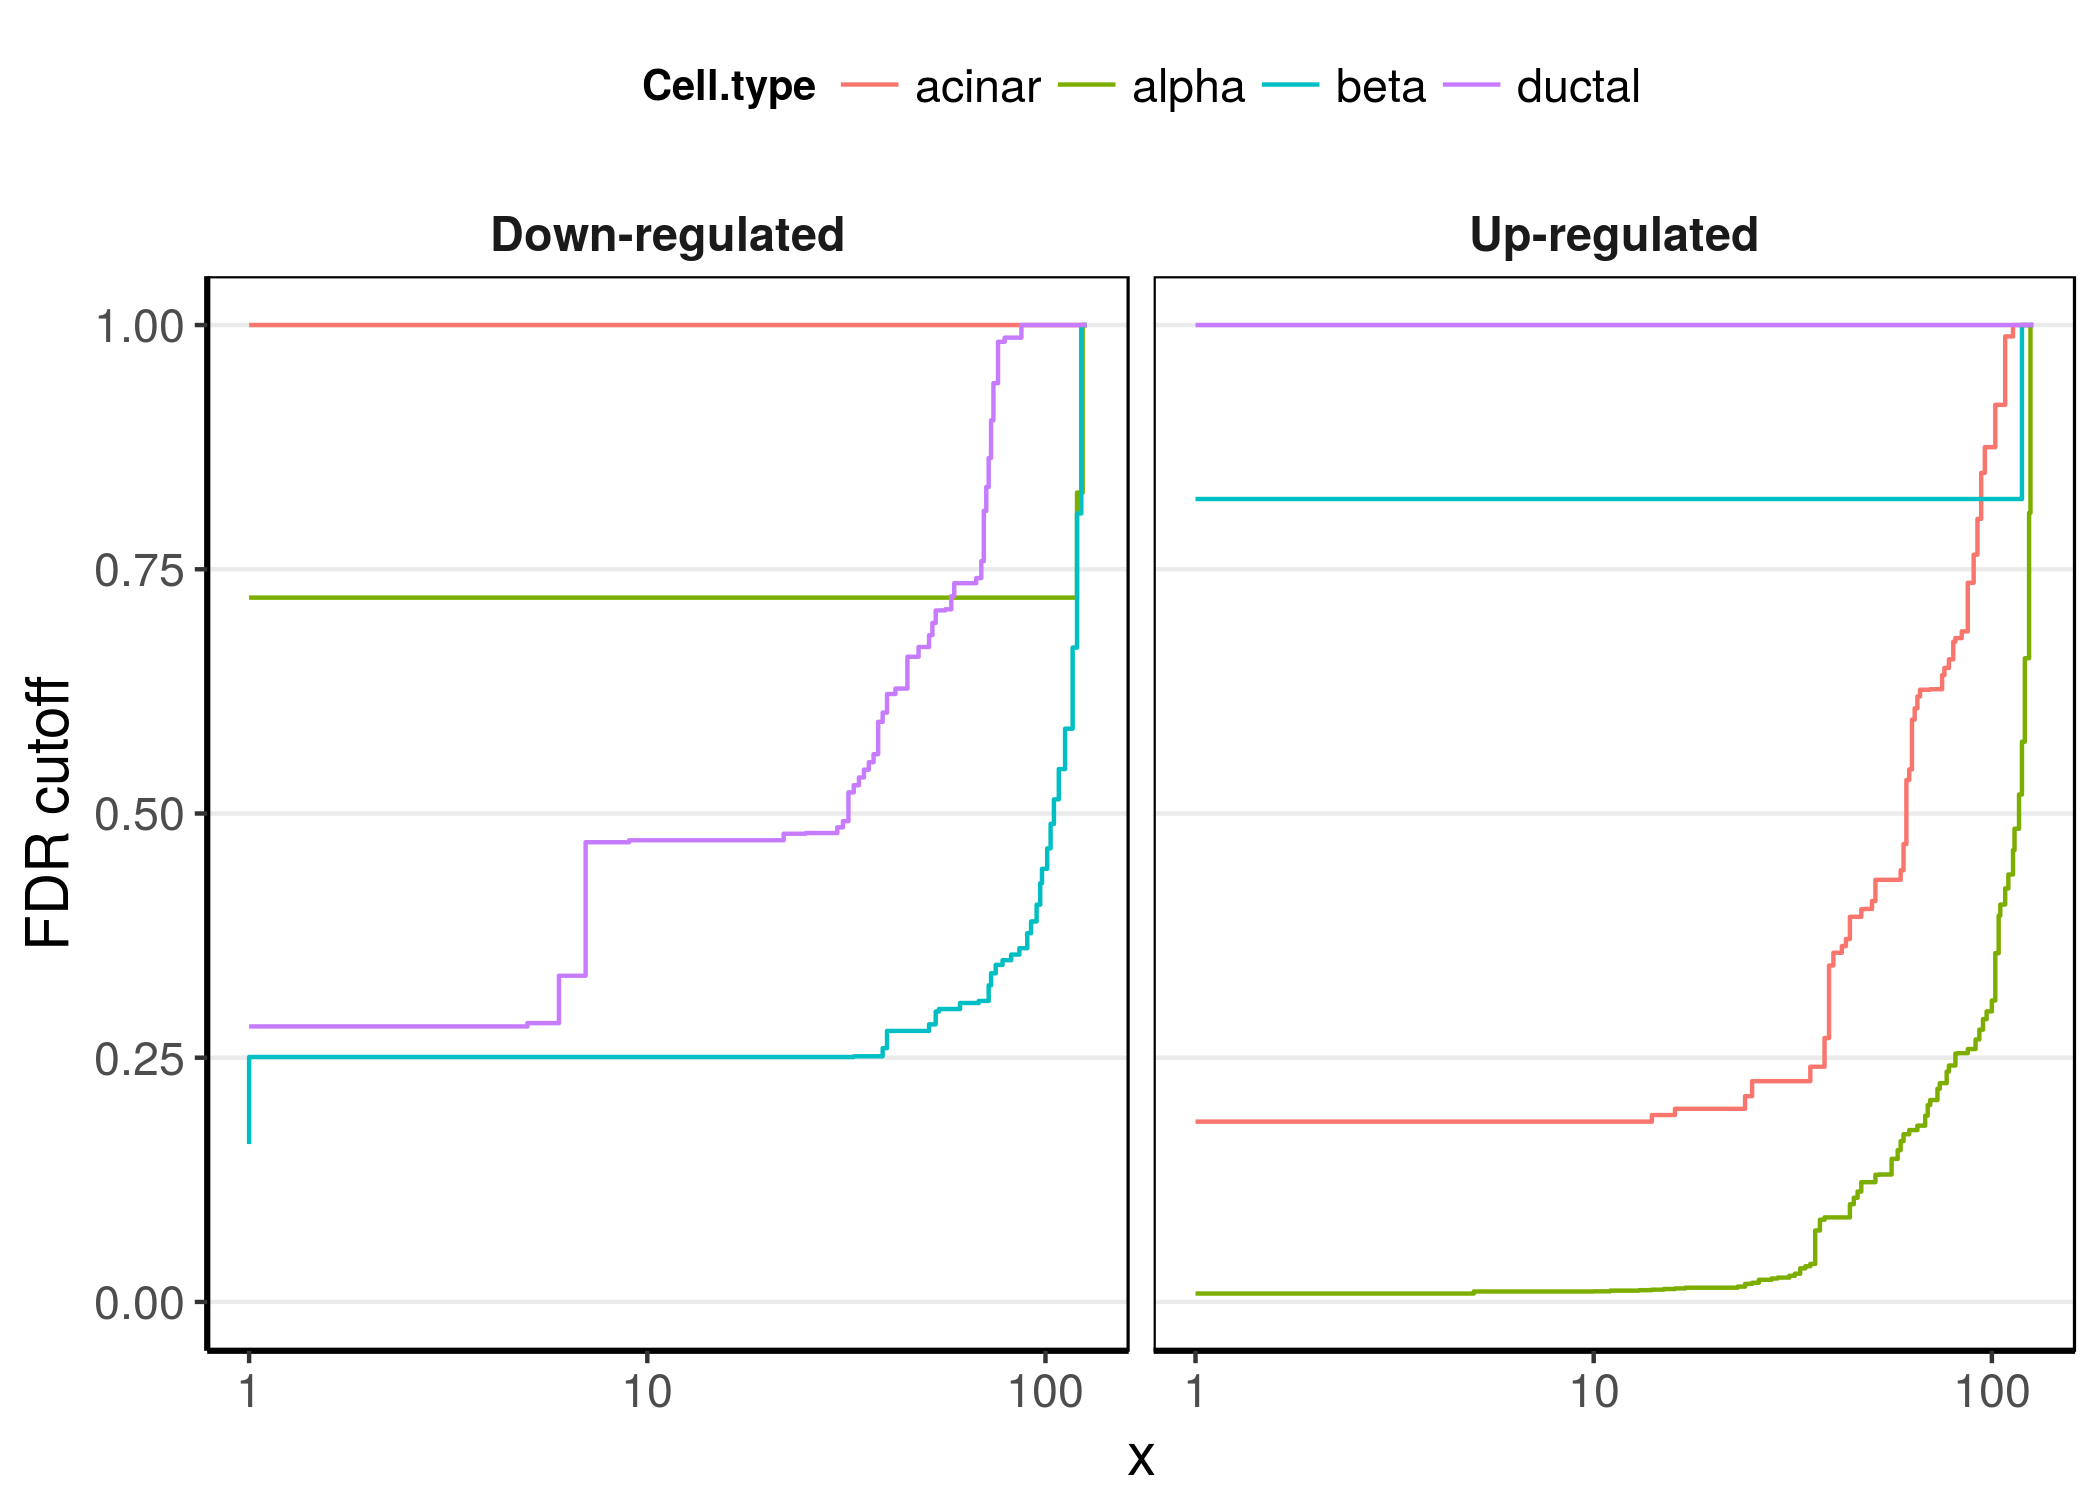 Cell.type acinar alpha beta ductal
Down-regulated Up-regulated
FDR cutoff
1.00
0.75
0.50
0.25
0.00
1 10 100 1 10 100
x